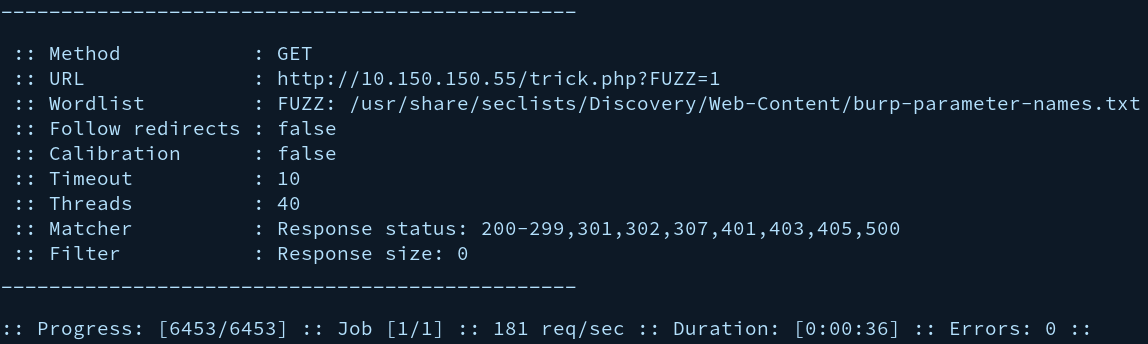 ________________________________________________
:: Method           : GET
:: URL              : http://10.150.150.55/trick.php?FUZZ=1
:: Wordlist         : FUZZ: /usr/share/seclists/Discovery/Web-Content/burp-parameter-names.txt
:: Follow redirects : false
:: Calibration      : false
:: Timeout          : 10
:: Threads          : 40
:: Matcher          : Response status: 200-299,301,302,307,401,403,405,500
:: Filter           : Response size: 0
________________________________________________
:: Progress: [6453/6453] :: Job [1/1] :: 181 req/sec :: Duration: [0:00:36] :: Errors: 0 ::